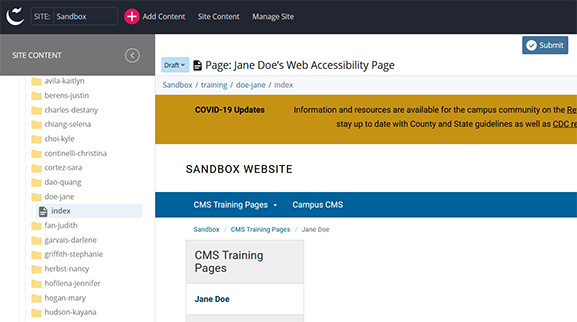 SITE: Sandbox
Add Content
Site Content
Manage Site
Submit
SITE CONTENT
Draft
Page: Jane Doe's Web Accessibility Page
Sandbox / training / doe-jane / index
avila-kaitlyn
berens-justin
charles-destany
chiang-selena
choi-kyle
continelli-christina
cortez-sara
dao-quang
doe-jane
index
fan-judith
garvais-darlene
griffith-stephanie
herbst-nancy
hofilena-jennifer
hogan-mary
hudson-kayana
COVID-19 Updates
Information and resources are available for the campus community on the Re
stay up to date with County and State guidelines as well as CDC re
SANDBOX WEBSITE
CMS Training Pages
Campus CMS
Sandbox / CMS Training Pages / Jane Doe
CMS Training
Pages
Jane Doe